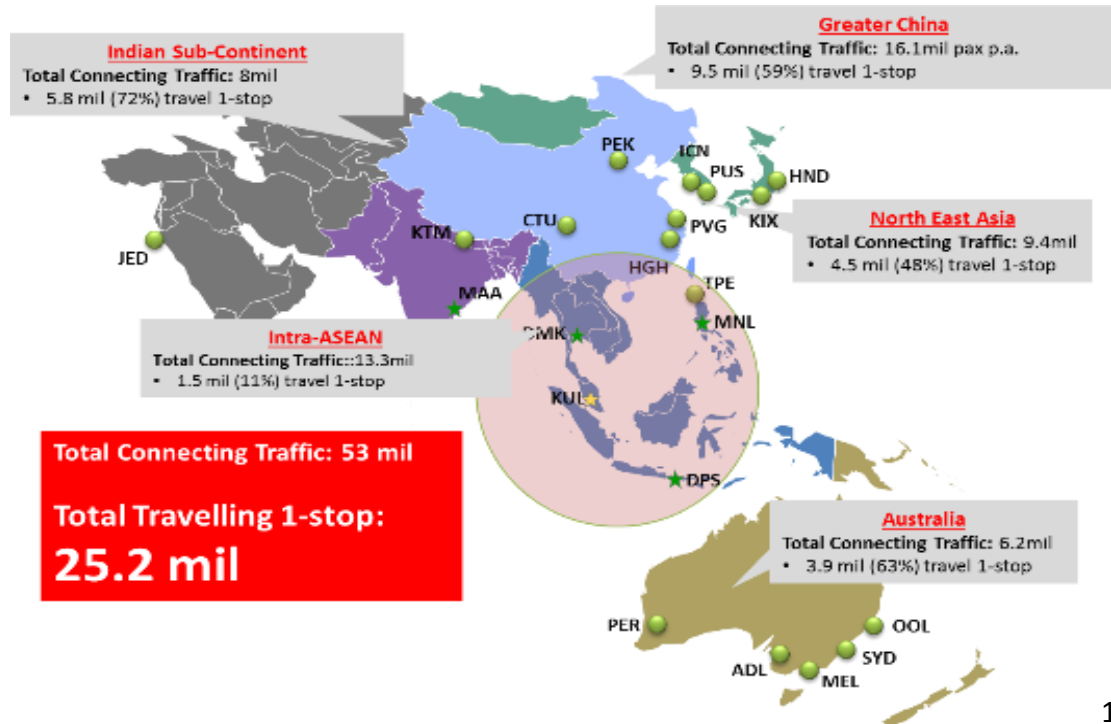 Indian Sub-Continent
Total Connecting Traffic: 8mil
• 5.8 mil (72%) travel 1-stop
Greater China
Total Connecting Traffic: 16.1mil pax p.a.
• 9.5 mil (59%) travel 1-stop
PEK
ICN
PUS
HND
KIX
CTU
PVG
KTM
JED
HGH
North East Asia
Total Connecting Traffic: 9.4mil
• 4.5 mil (48%) travel 1-stop
TPE
MAA
MNL
DMK
Intra-ASEAN
Total Connecting Traffic::13.3mil
• 1.5 mil (11%) travel 1-stop
KUL
Total Connecting Traffic: 53 mil
Total Travelling 1-stop:
25.2 mil
DPS
Australia
Total Connecting Traffic: 6.2mil
• 3.9 mil (63%) travel 1-stop
PER
OOL
ADL
SYD
MEL
1